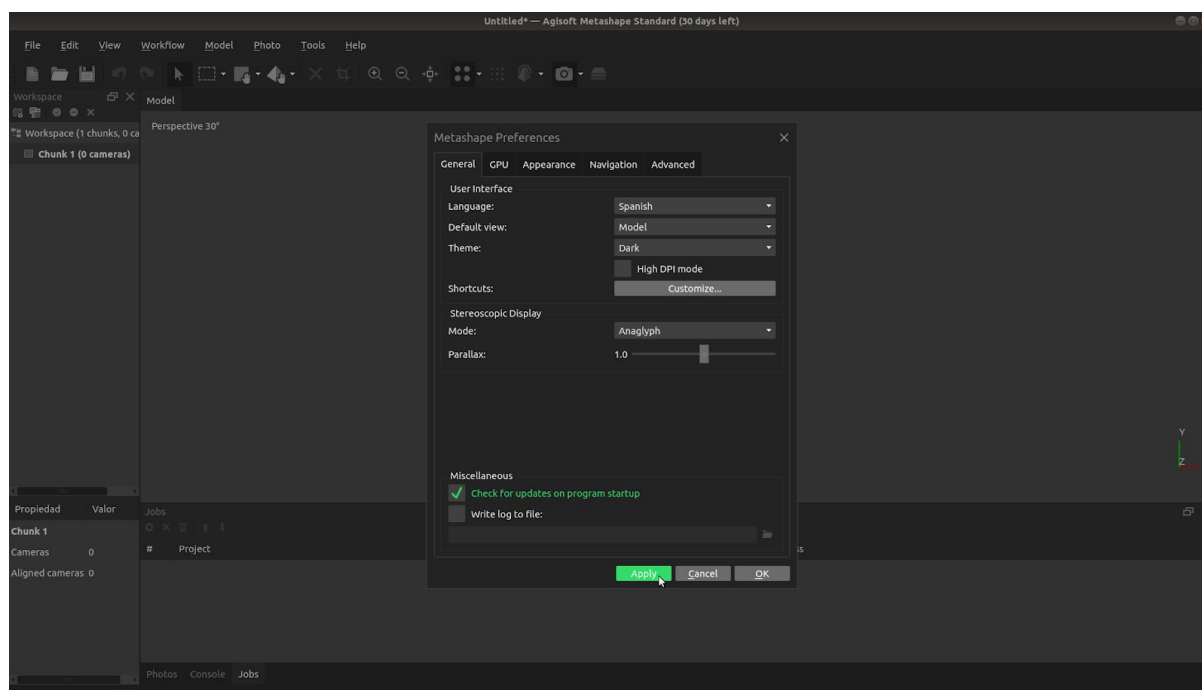 Untitled* — Agisoft Metashape Standard (30 days left)
File Edit View Workflow Model Photo Tools Help
Workspace
Model
Workspace (1 chunks, 0 ca
Perspective 30°
Chunk 1 (0 cameras)
Metashape Preferences
General GPU Appearance Navigation Advanced
User Interface
Language: Spanish
Default view: Model
Theme: Dark
High DPI mode
Shortcuts: Customize...
Stereoscopic Display
Mode: Anaglyph
Parallax: 1.0
Miscellaneous
Check for updates on program startup
Write log to file:
Apply Cancel OK
Y
Z
Propiedad Valor
Chunk 1
Cameras 0
Aligned cameras 0
Jobs
# Project
Photos Console Jobs